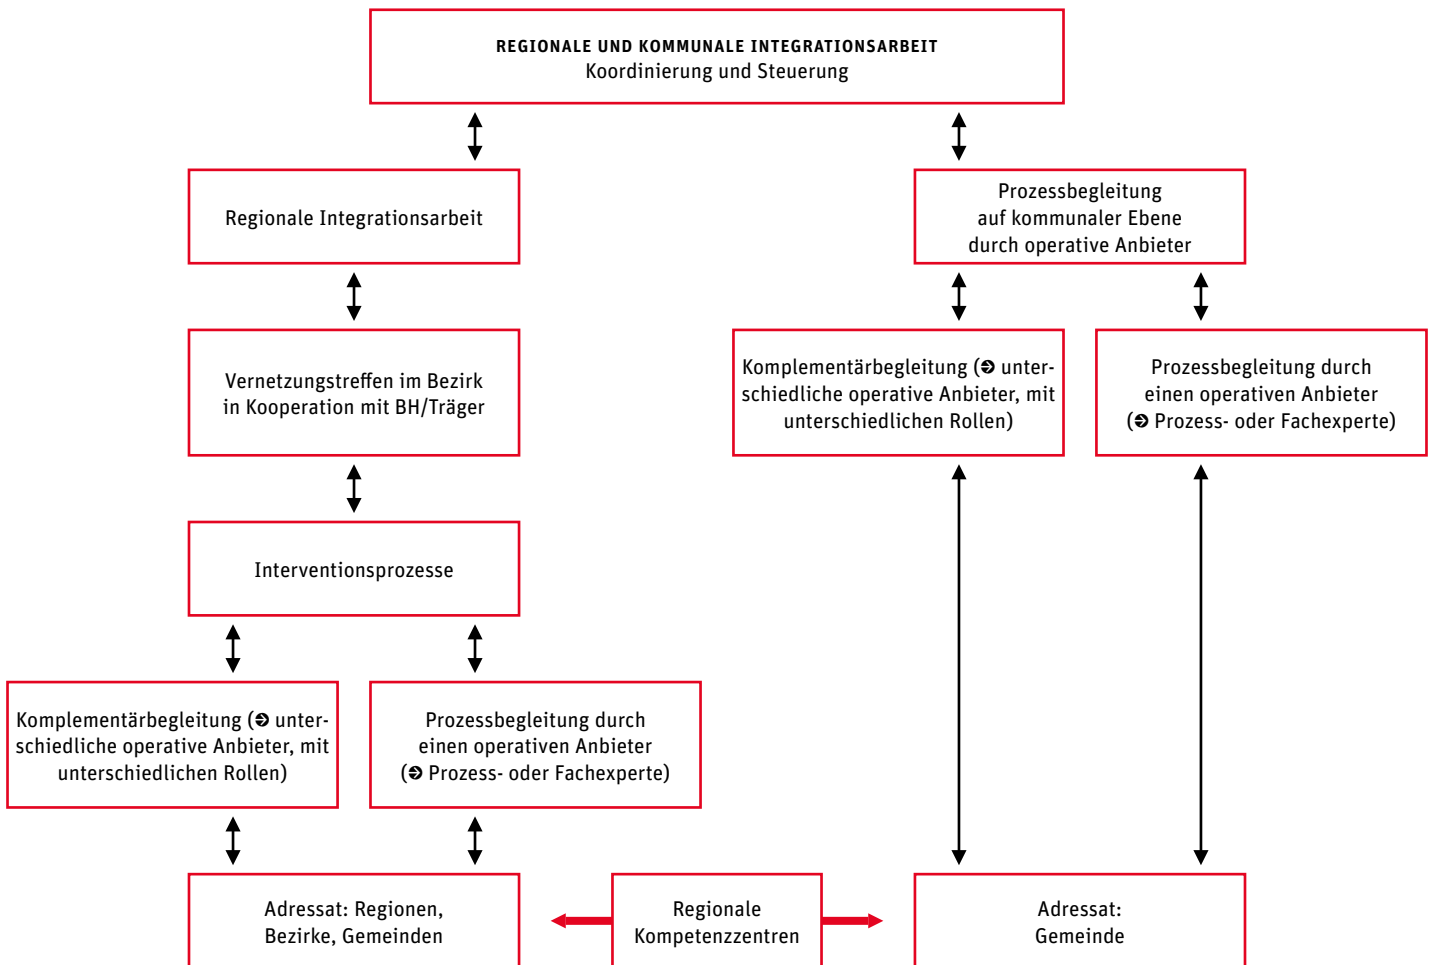 REGIONALE UND KOMMUNALE INTEGRATIONSARBEIT
Koordinierung und Steuerung
Regionale Integrationsarbeit
Prozessbegleitung
auf kommunaler Ebene
durch operative Anbieter
Vernetzungstreffen im Bezirk
in Kooperation mit BH/Träger
Komplementärbegleitung (➲ unter-
schiedliche operative Anbieter, mit
unterschiedlichen Rollen)
Prozessbegleitung durch
einen operativen Anbieter
(➲ Prozess- oder Fachexperte)
Interventionsprozesse
Komplementärbegleitung (➲ unter-
schiedliche operative Anbieter, mit
unterschiedlichen Rollen)
Prozessbegleitung durch
einen operativen Anbieter
(➲ Prozess- oder Fachexperte)
Adressat: Regionen,
Bezirke, Gemeinden
Regionale
Kompetenzzentren
Adressat:
Gemeinde